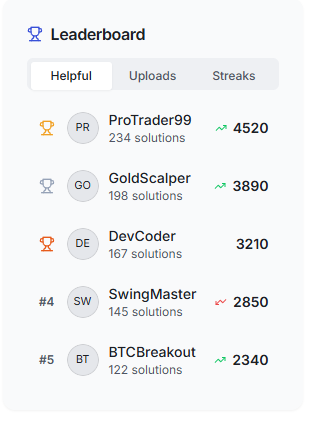 Leaderboard
Helpful Uploads Streaks
PR ProTrader99 4520
234 solutions
GO GoldScalper 3890
198 solutions
DE DevCoder 3210
167 solutions
#4 SW SwingMaster 2850
145 solutions
#5 BT BTCBreakout 2340
122 solutions